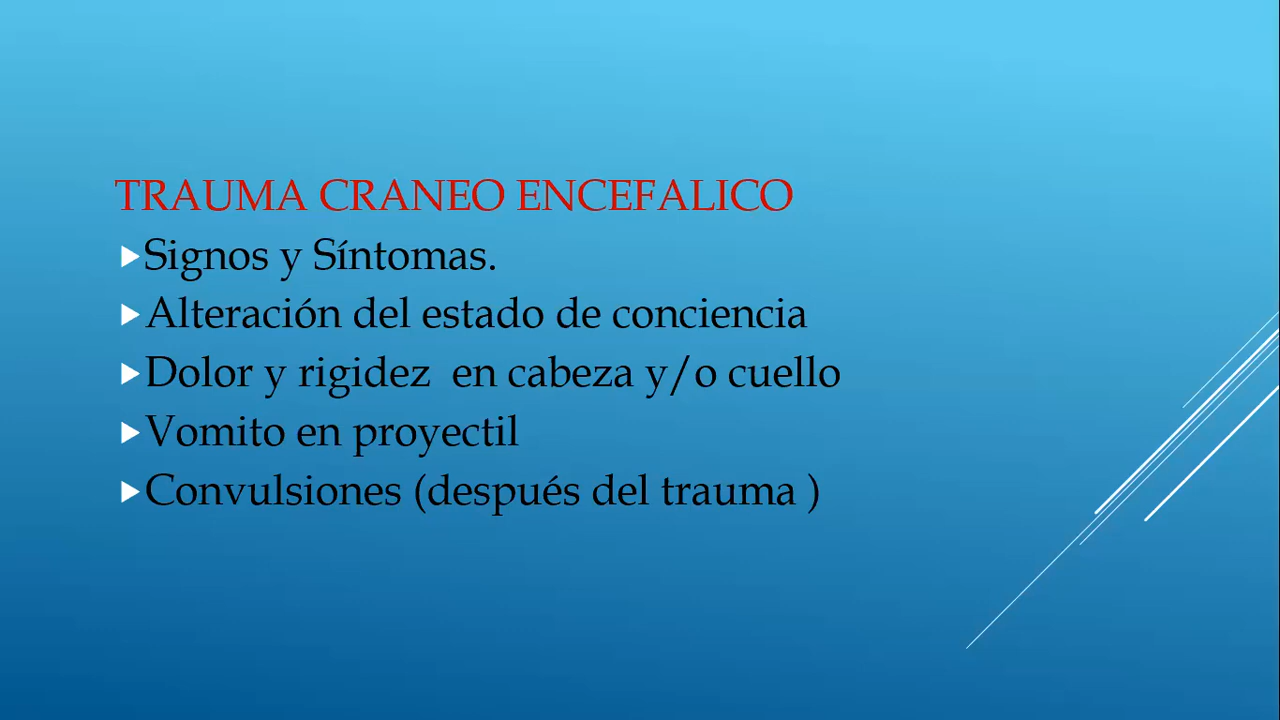 TRAUMA CRANEO ENCEFALICO
Signos y Síntomas.
Alteración del estado de conciencia
Dolor y rigidez  en cabeza y/o cuello
Vomito en proyectil
Convulsiones (después del trauma )